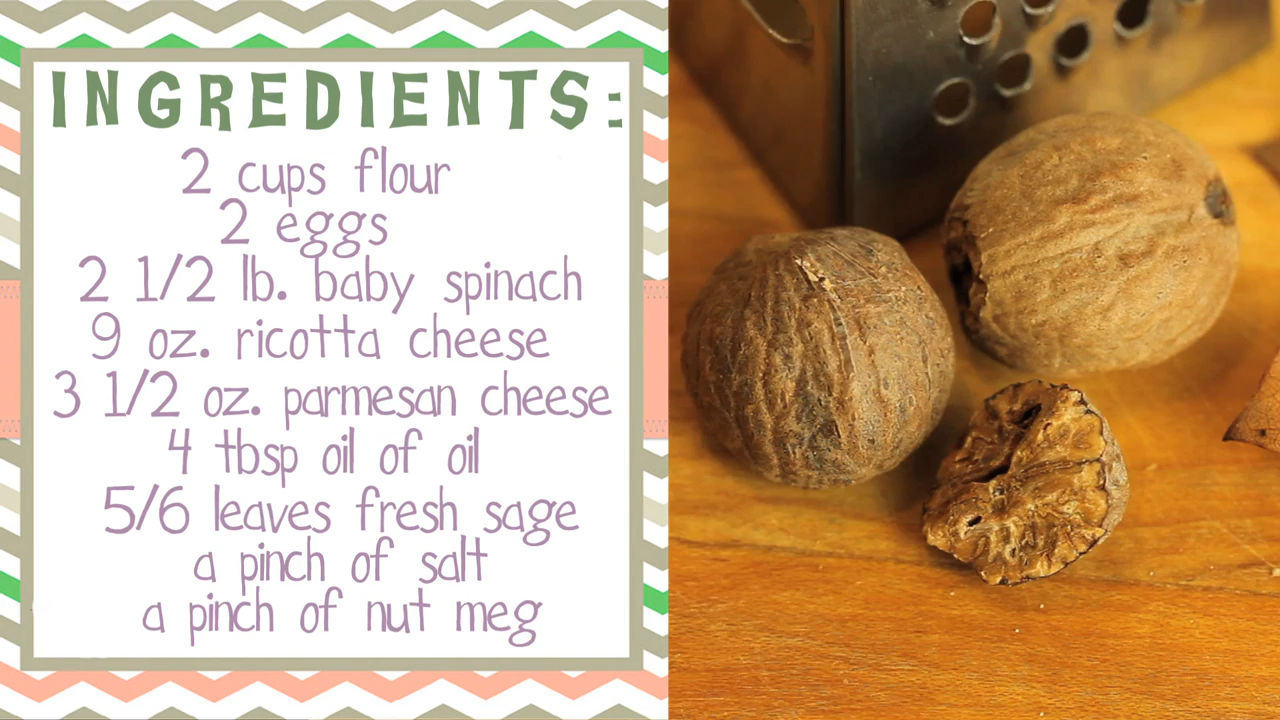 INGREDIENTS:
2 cups flour
2 eggs
2 1/2 lb. baby spinach
9 oz. ricotta cheese
3 1/2 oz. parmesan cheese
4 tbsp oil of oil
5/6 leaves fresh sage
a pinch of salt
a pinch of nut meg